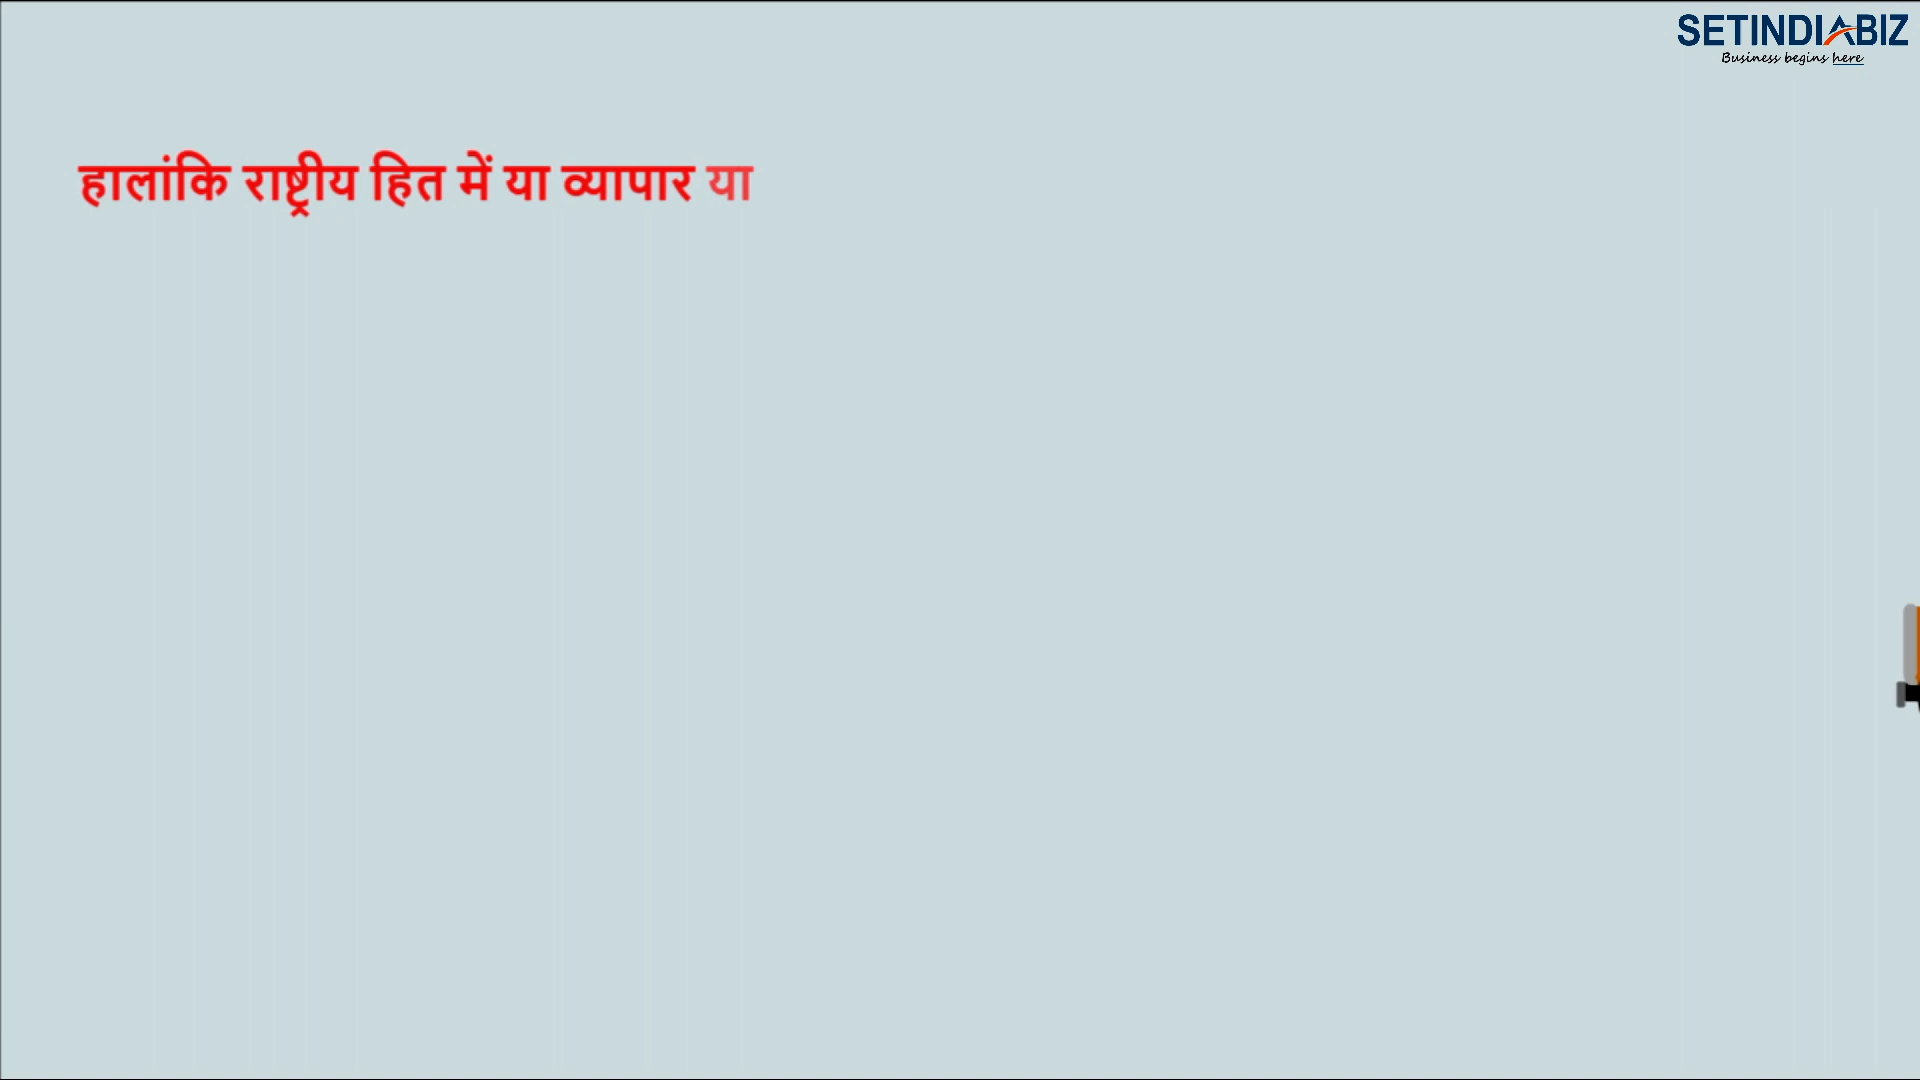 SETINDIABIZ
Business begins here
हालांकि राष्ट्रीय हित में या व्यापार या